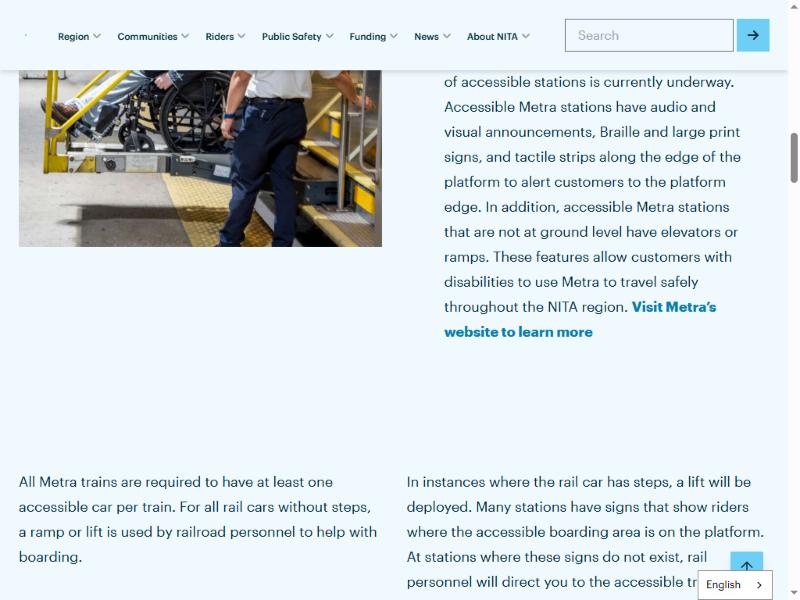 Region
Communities
Riders
Public Safety
Funding
News
About NITA
Search
of accessible stations is currently underway.
Accessible Metra stations have audio and
visual announcements, Braille and large print
signs, and tactile strips along the edge of the
platform to alert customers to the platform
edge. In addition, accessible Metra stations
that are not at ground level have elevators or
ramps. These features allow customers with
disabilities to use Metra to travel safely
throughout the NITA region. Visit Metra's
website to learn more
All Metra trains are required to have at least one
accessible car per train. For all rail cars without steps,
a ramp or lift is used by railroad personnel to help with
boarding.
In instances where the rail car has steps, a lift will be
deployed. Many stations have signs that show riders
where the accessible boarding area is on the platform.
At stations where these signs do not exist, rail
personnel will direct you to the accessible
English